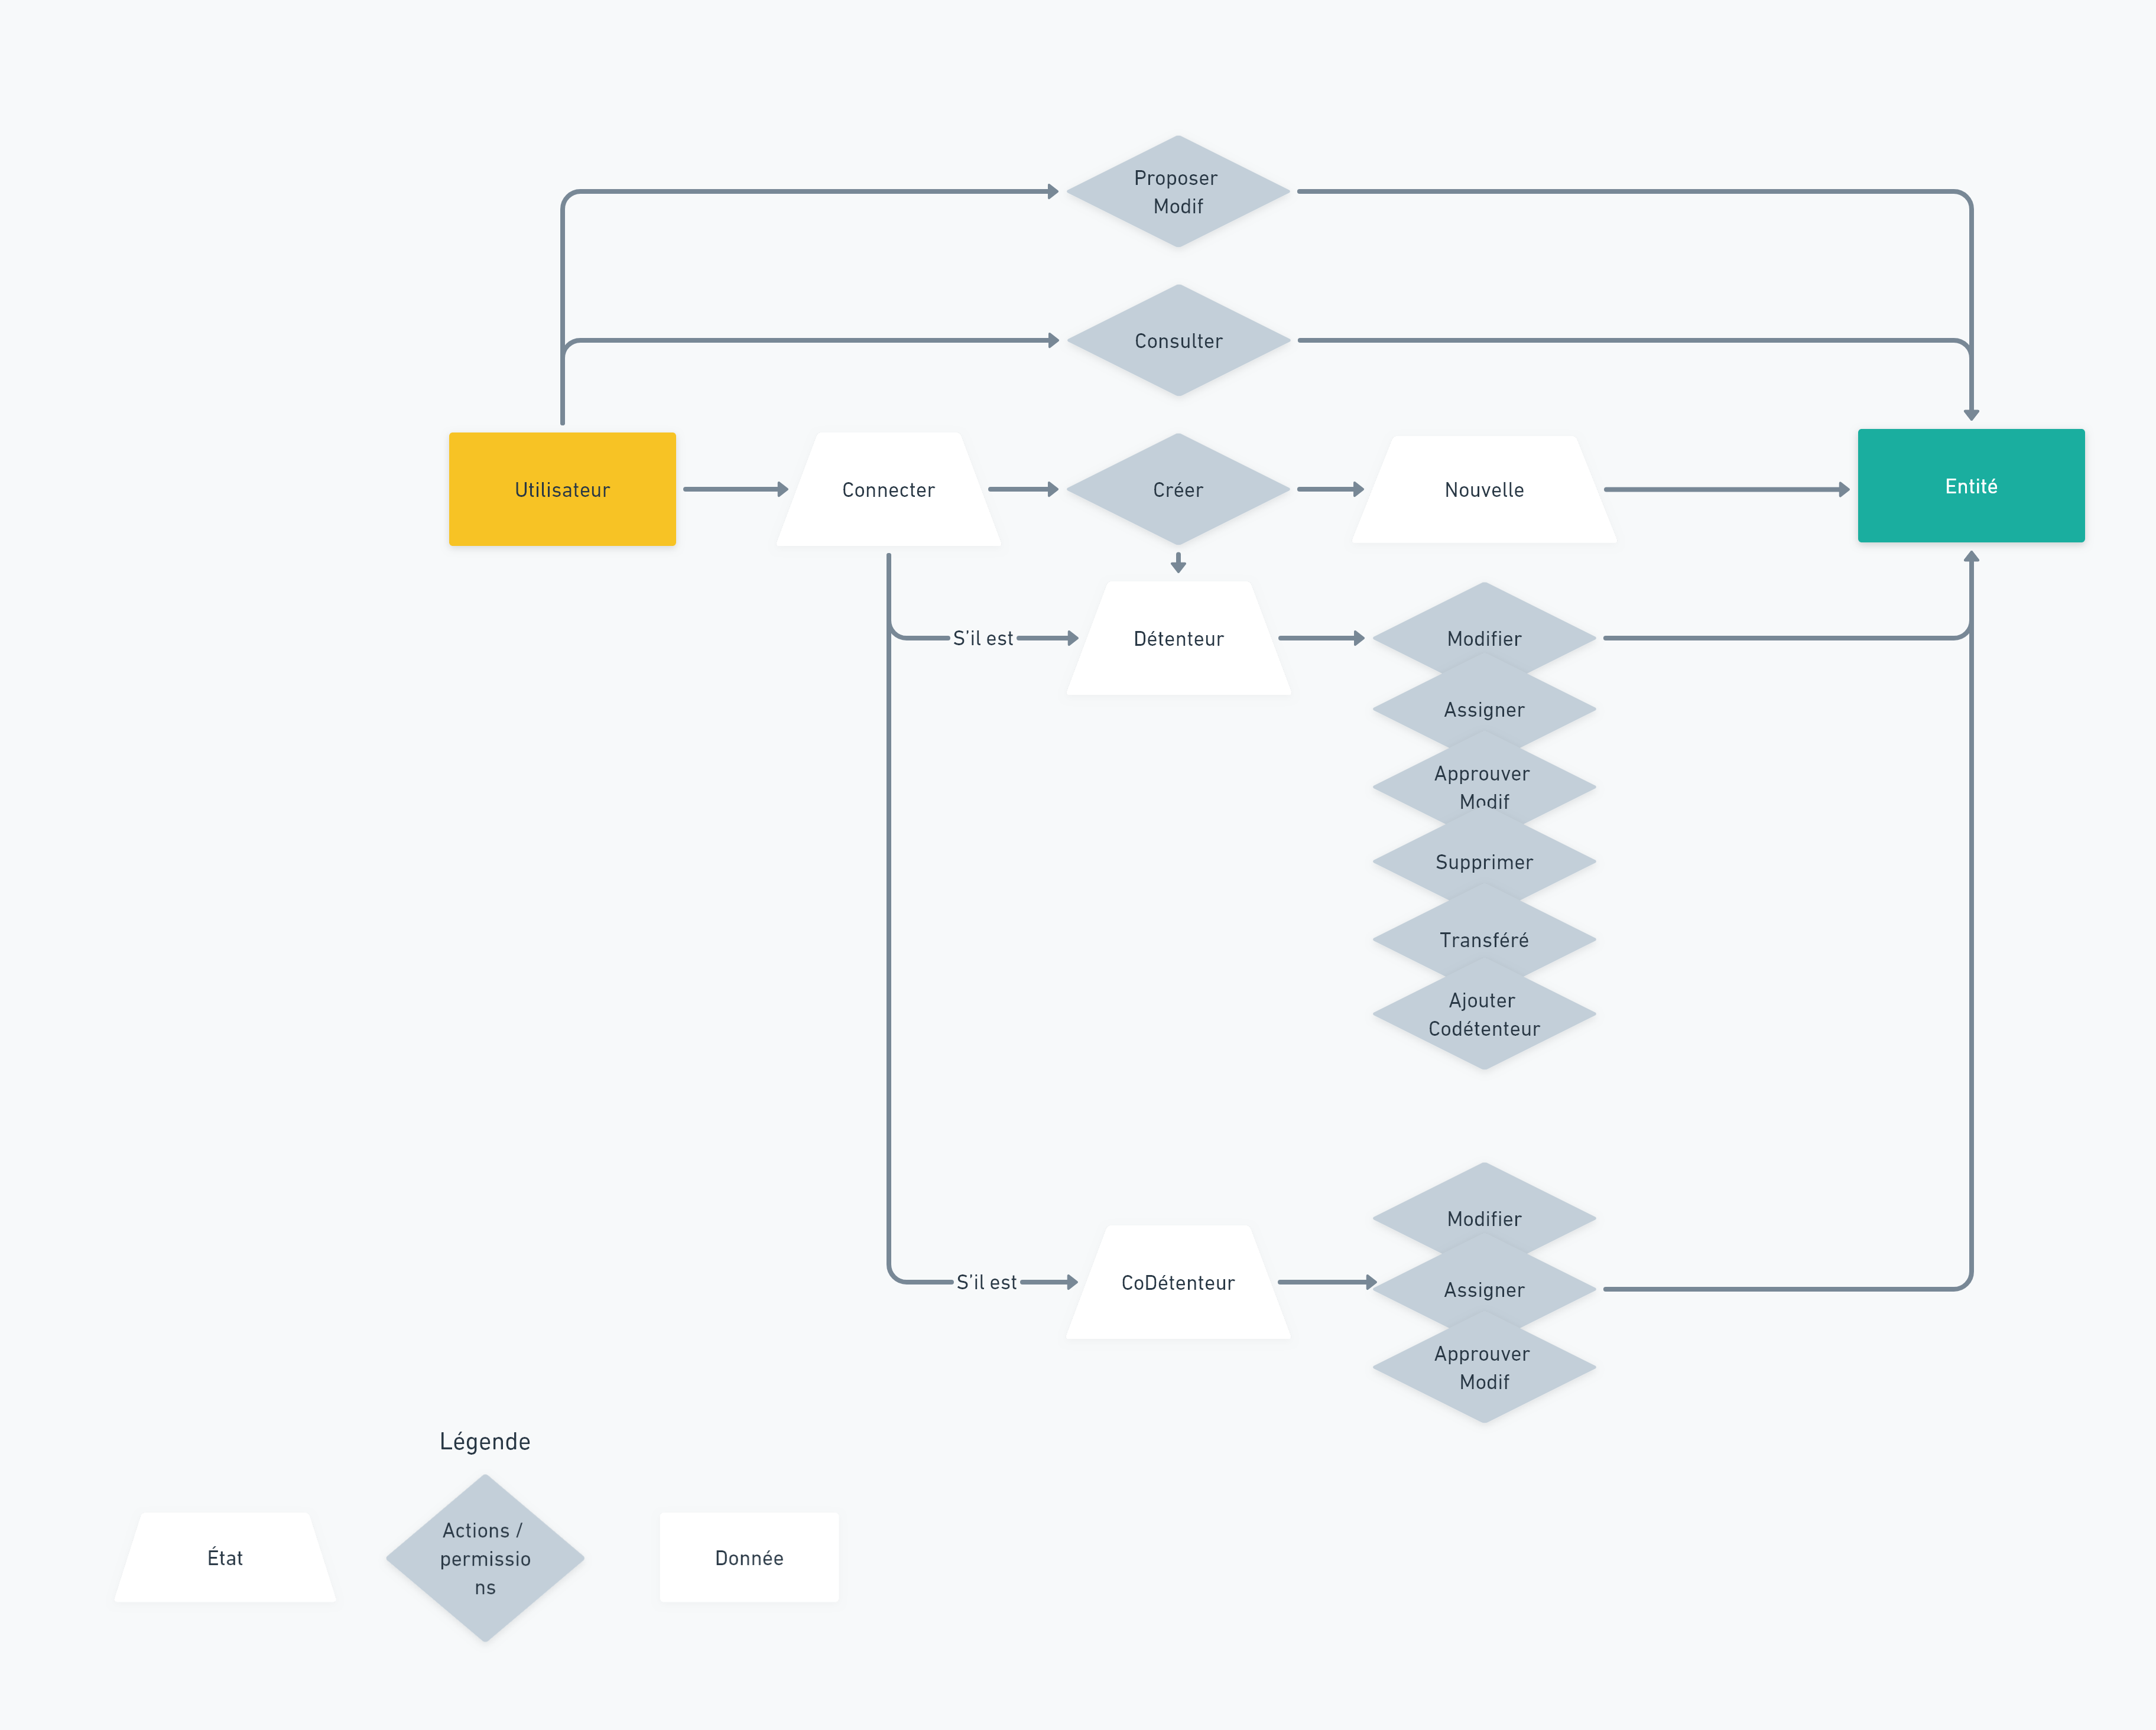 Proposer
Modif
Consulter
Utilisateur
Connecter
Créer
Nouvelle
Entité
S'il est
Détenteur
Modifier
Assigner
Approuver
Modif
Supprimer
Transféré
Ajouter
Codétenteur
Modifier
S'il est
CoDétenteur
Assigner
Approuver
Modif
Légende
État
Actions /
permissio
ns
Donnée